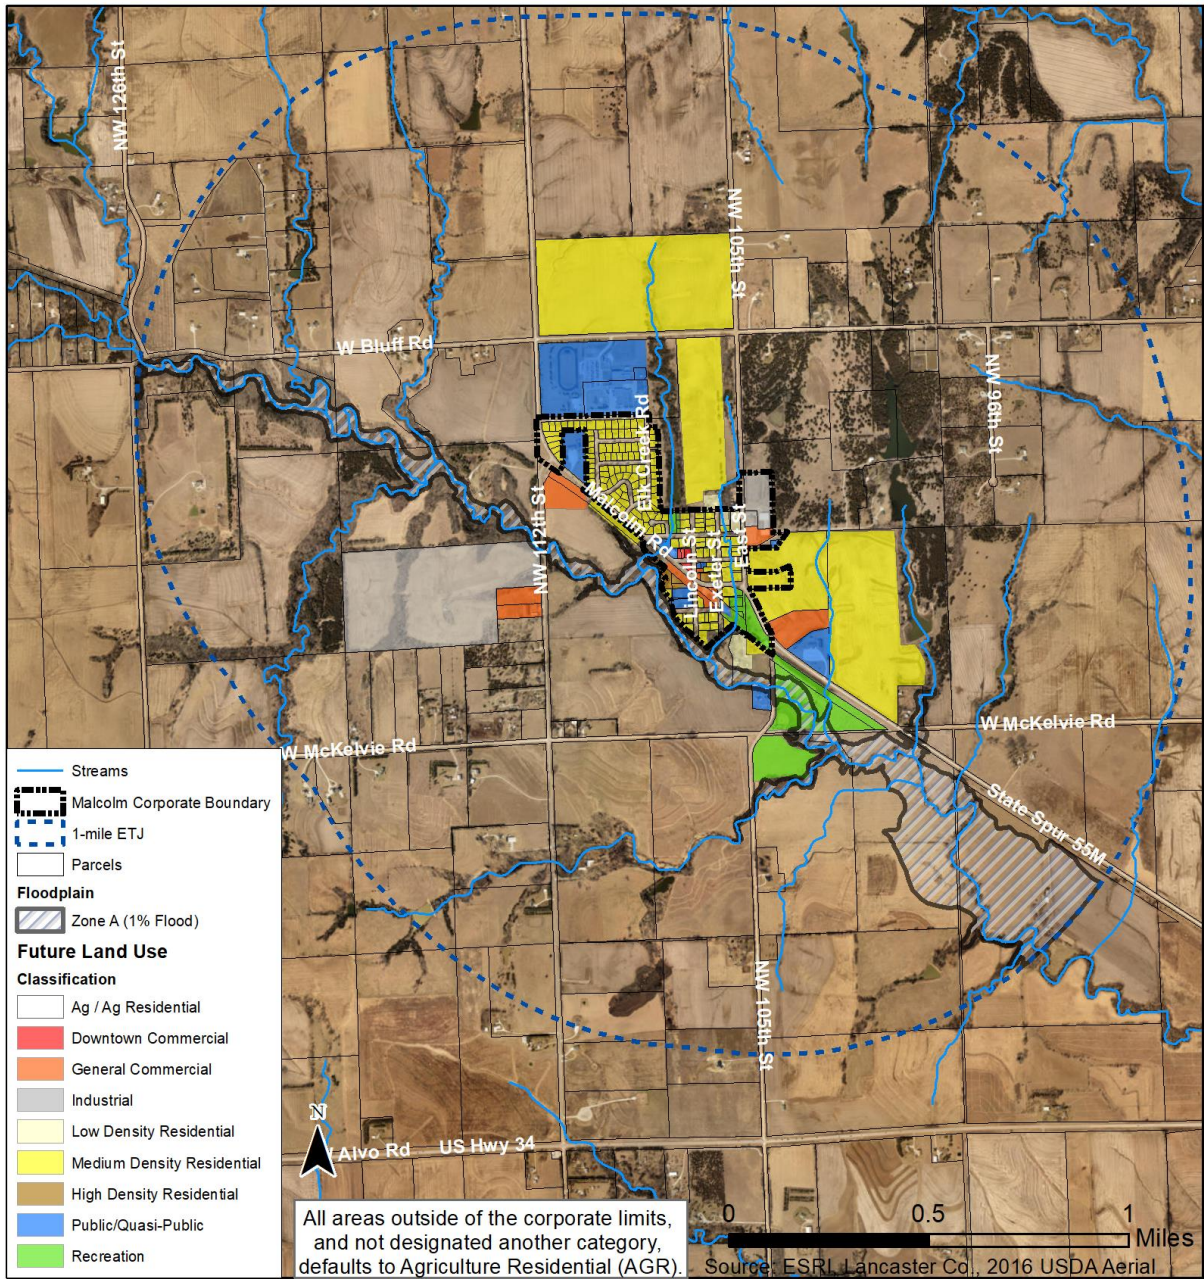 NW 126th St
NW 105th St
W Bluff Rd
NW 96th St
Elk Creek Rd
Malcolm Rd
NW 112th St
Lincoln St
Exeter St
East St
W McKelvie Rd
W McKelvie Rd
State Spur 55M
NW 105th St
Streams
Malcolm Corporate Boundary
1-mile ETJ
Parcels
Floodplain
Zone A (1% Flood)
Future Land Use
Classification
Ag / Ag Residential
Downtown Commercial
General Commercial
Industrial
Low Density Residential
Medium Density Residential
High Density Residential
Public/Quasi-Public
Recreation
N
Alvo Rd
US Hwy 34
All areas outside of the corporate limits,
and not designated another category,
defaults to Agriculture Residential (AGR).
0 0.5 1
Miles
Source: ESRI, Lancaster Co., 2016 USDA Aerial